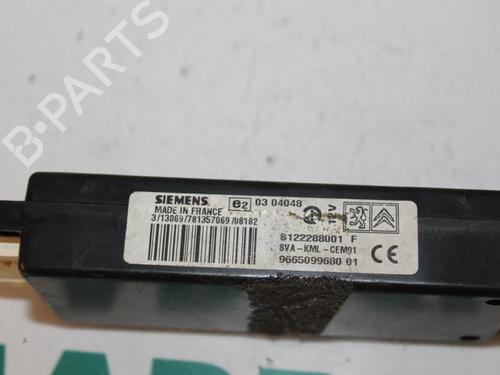 B-PARTS
SIEMENS e2 03 04048
MADE IN FRANCE
3/13069/781357069/08182
12V
S122288001 F
SVA-KML-CEM01
9665099680 01
CE